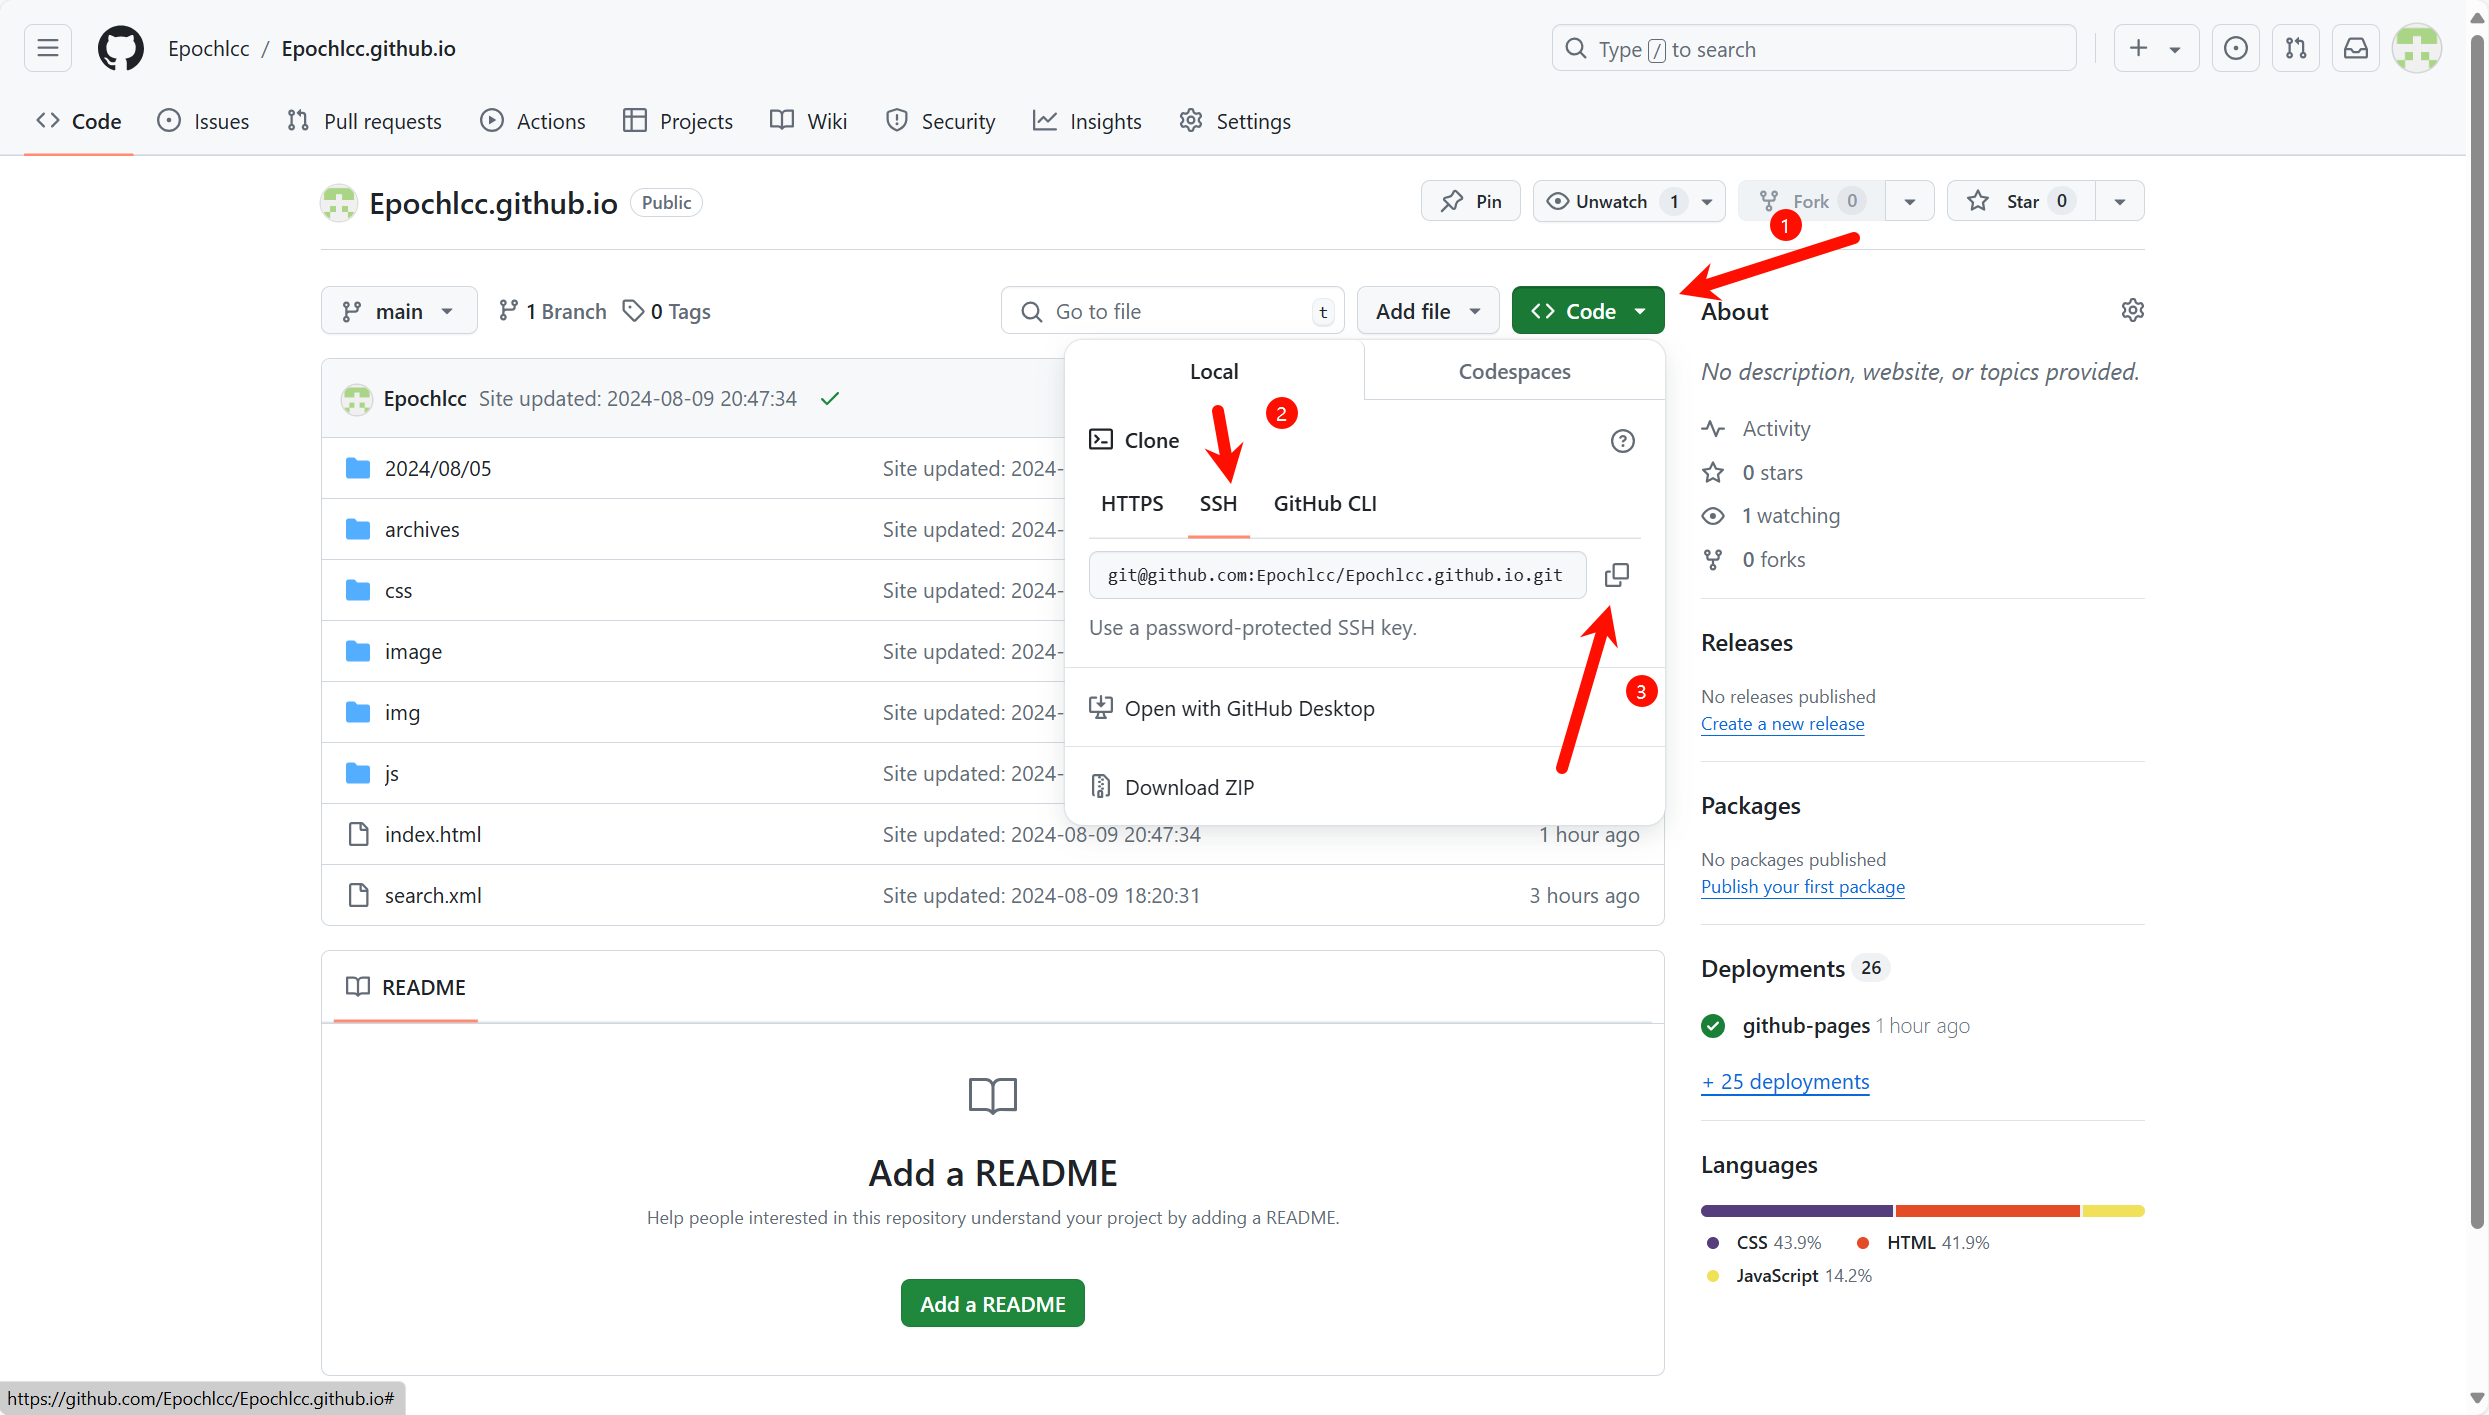 Epochlcc / Epochlcc.github.io
Type / to search
Code Issues Pull requests Actions Projects Wiki Security Insights Settings
Epochlcc.github.io Public
Pin Unwatch 1 Fork 0 Star 0
1
main 1 Branch 0 Tags Go to file t Add file Code
Local Codespaces
2
Clone
HTTPS SSH GitHub CLI
git@github.com:Epochlcc/Epochlcc.github.io.git
Use a password-protected SSH key.
3
Open with GitHub Desktop
Download ZIP
Epochlcc Site updated: 2024-08-09 20:47:34
2024/08/05 Site updated: 2024-
archives Site updated: 2024-
css Site updated: 2024-
image Site updated: 2024-
img Site updated: 2024-
js Site updated: 2024-
index.html Site updated: 2024-08-09 20:47:34 1 hour ago
search.xml Site updated: 2024-08-09 18:20:31 3 hours ago
README
Add a README
Help people interested in this repository understand your project by adding a README.
Add a README
About
No description, website, or topics provided.
Activity
0 stars
1 watching
0 forks
Releases
No releases published
Create a new release
Packages
No packages published
Publish your first package
Deployments 26
github-pages 1 hour ago
+ 25 deployments
Languages
CSS 43.9% HTML 41.9%
JavaScript 14.2%
https://github.com/Epochlcc/Epochlcc.github.io#